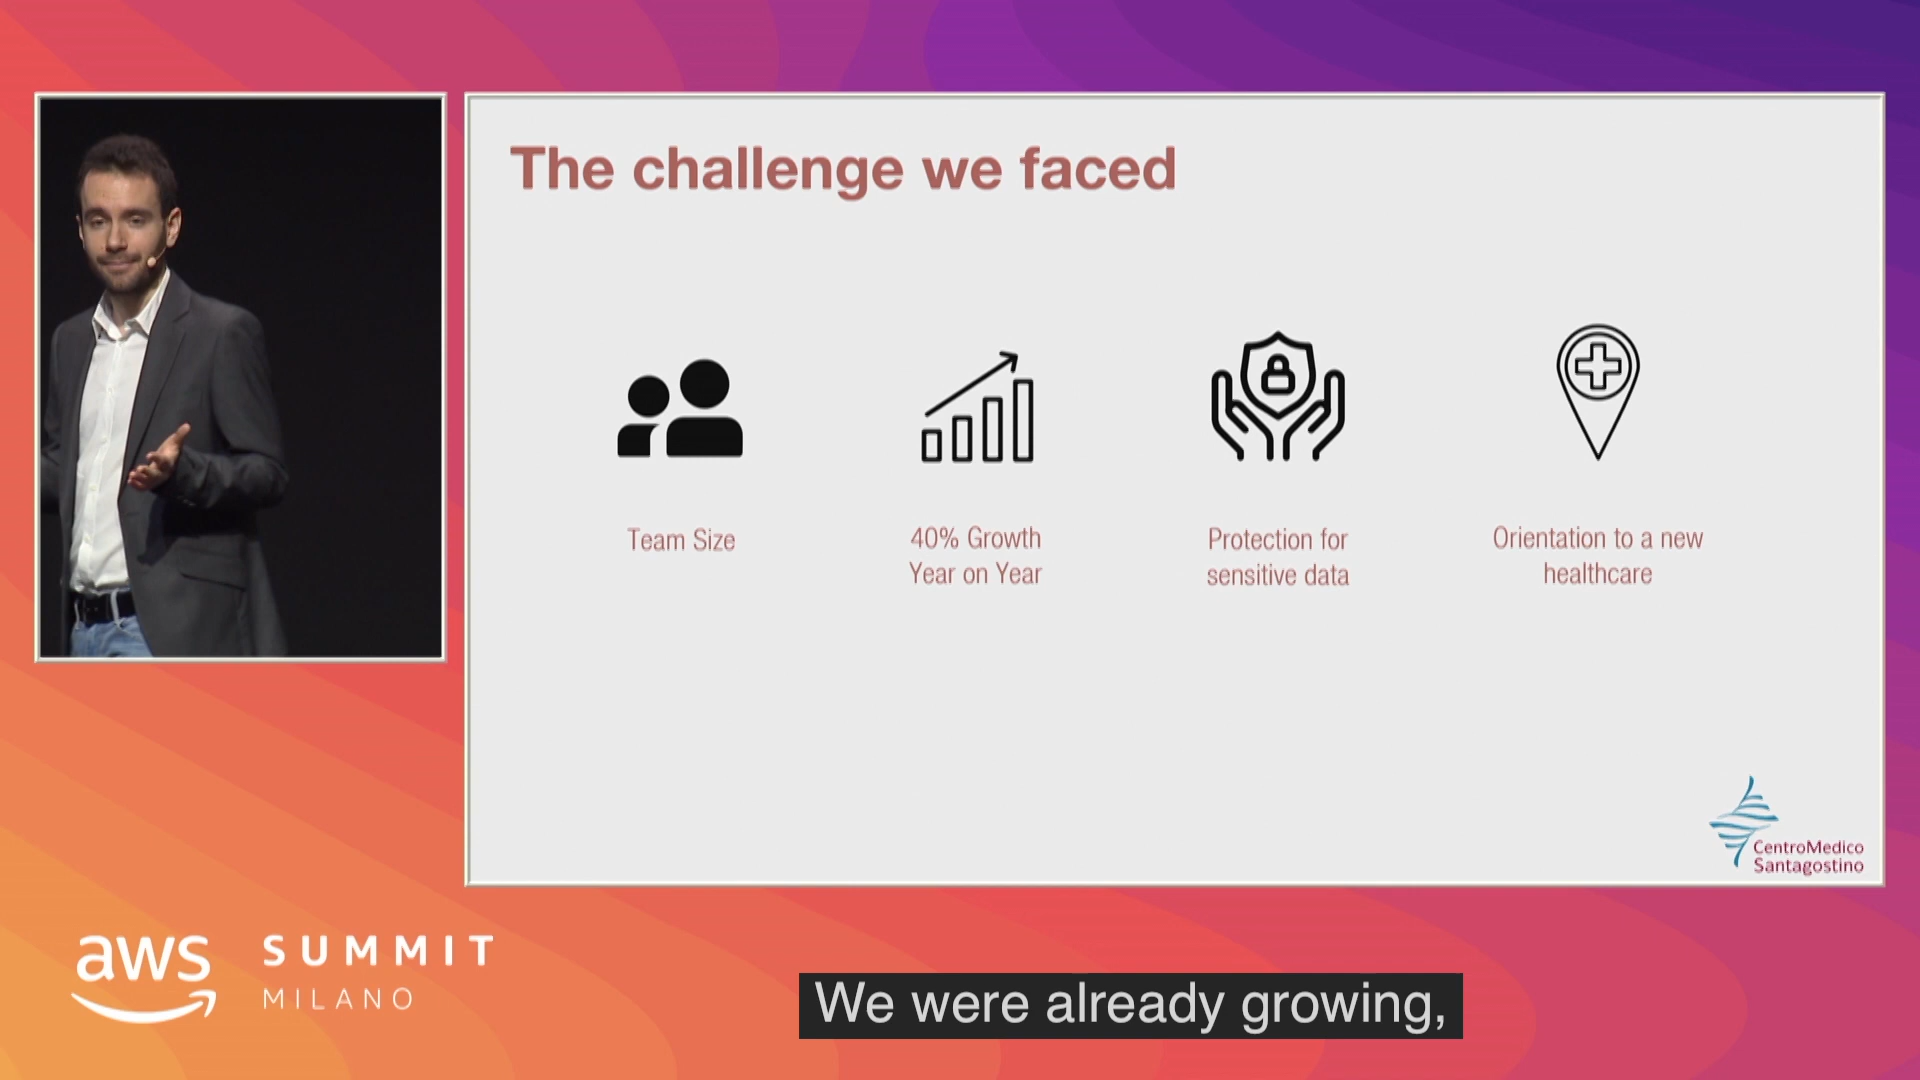 The challenge we faced
Team Size
40% Growth
Year on Year
Protection for
sensitive data
Orientation to a new
healthcare
CentroMedico
Santagostino
aws
SUMMIT
MILANO
We were already growing,